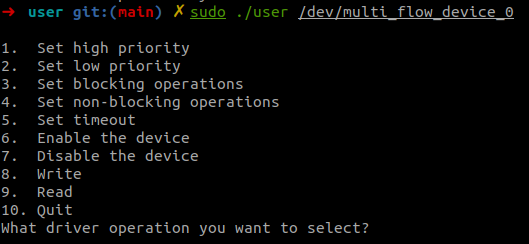 ➜  user git:(main) ✗ sudo ./user /dev/multi_flow_device_0
1.  Set high priority
2.  Set low priority
3.  Set blocking operations
4.  Set non-blocking operations
5.  Set timeout
6.  Enable the device
7.  Disable the device
8.  Write
9.  Read
10. Quit
What driver operation you want to select?